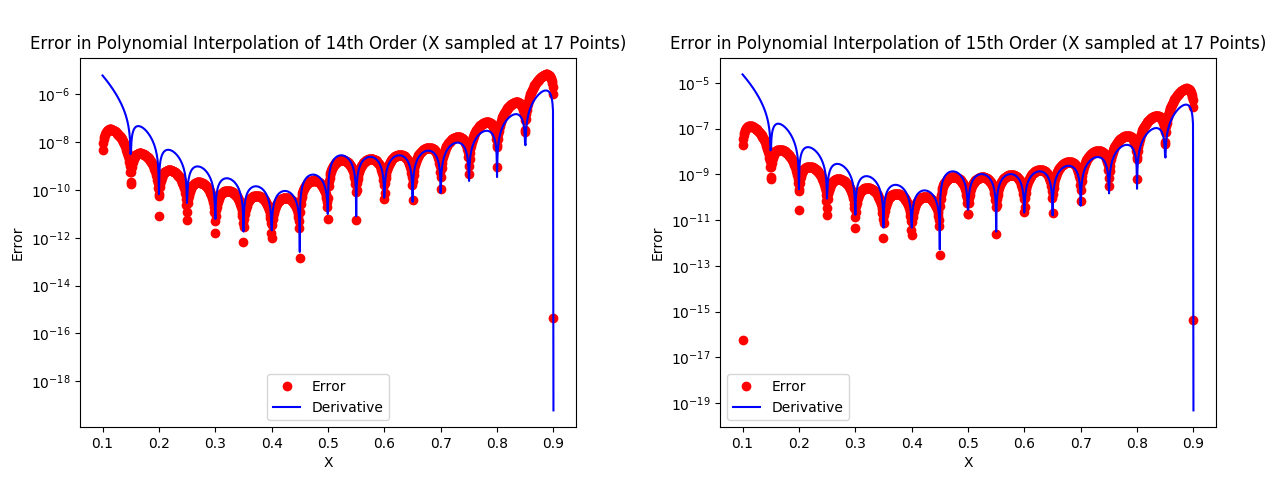 Error in Polynomial Interpolation of 14th Order (X sampled at 17 Points)
Error
10⁻⁶
10⁻⁸
10⁻¹⁰
10⁻¹²
10⁻¹⁴
10⁻¹⁶
10⁻¹⁸
Error
Derivative
0.1 0.2 0.3 0.4 0.5 0.6 0.7 0.8 0.9
X
Error in Polynomial Interpolation of 15th Order (X sampled at 17 Points)
Error
10⁻⁵
10⁻⁷
10⁻⁹
10⁻¹¹
10⁻¹³
10⁻¹⁵
10⁻¹⁷
10⁻¹⁹
Error
Derivative
0.1 0.2 0.3 0.4 0.5 0.6 0.7 0.8 0.9
X